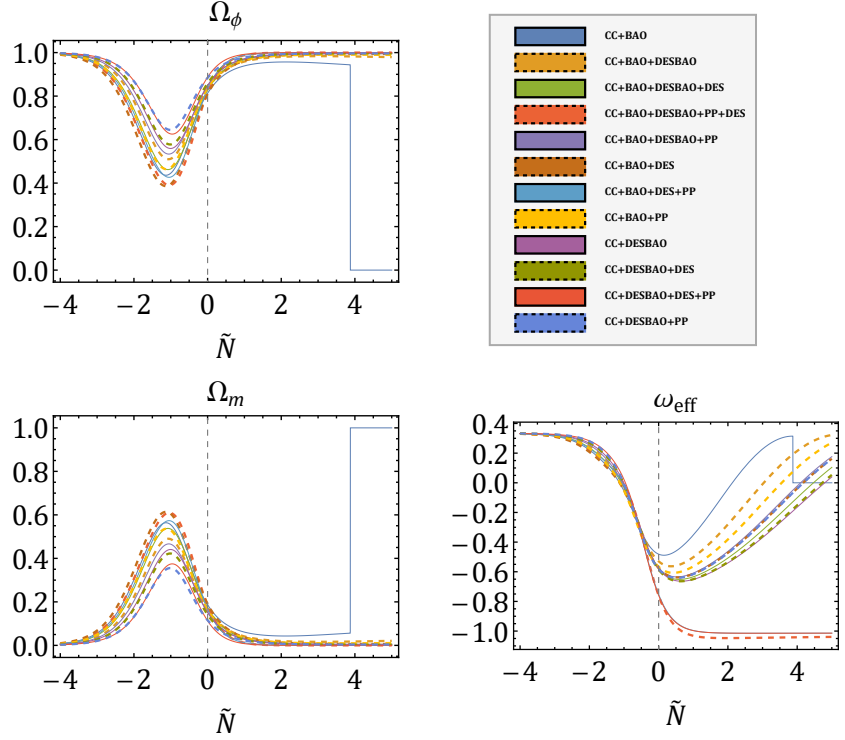 Ωϕ
1.0
0.8
0.6
0.4
0.2
0.0
−4 −2 0 2 4
Ñ
CC+BAO
CC+BAO+DESBAO
CC+BAO+DESBAO+DES
CC+BAO+DESBAO+PP+DES
CC+BAO+DESBAO+PP
CC+BAO+DES
CC+BAO+DES+PP
CC+BAO+PP
CC+DESBAO
CC+DESBAO+DES
CC+DESBAO+DES+PP
CC+DESBAO+PP
Ωm
1.0
0.8
0.6
0.4
0.2
0.0
−4 −2 0 2 4
Ñ
ωeff
0.4
0.2
0.0
−0.2
−0.4
−0.6
−0.8
−1.0
−4 −2 0 2 4
Ñ